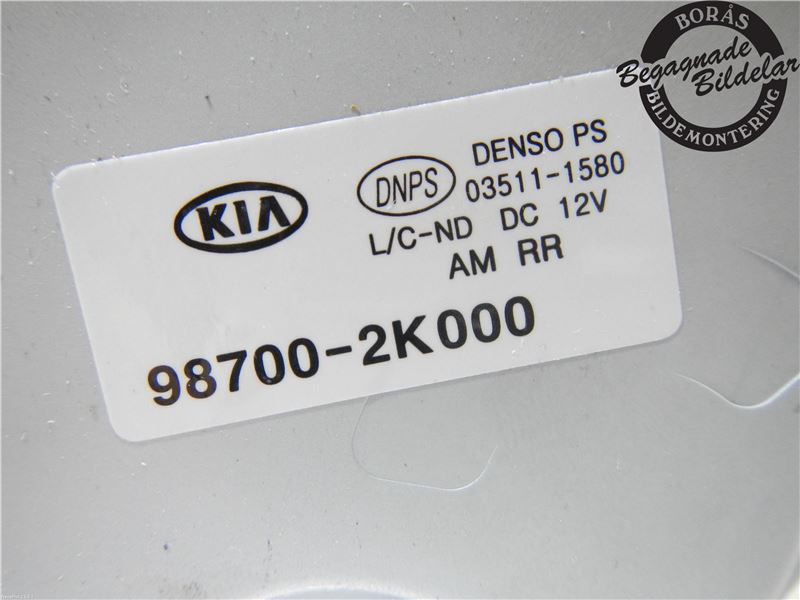 BORÅS
Begagnade
Bildelar
BILDEMONTERING
KIA
DNPS
DENSO PS
03511-1580
L/C-ND DC 12V
AM RR
98700-2K000